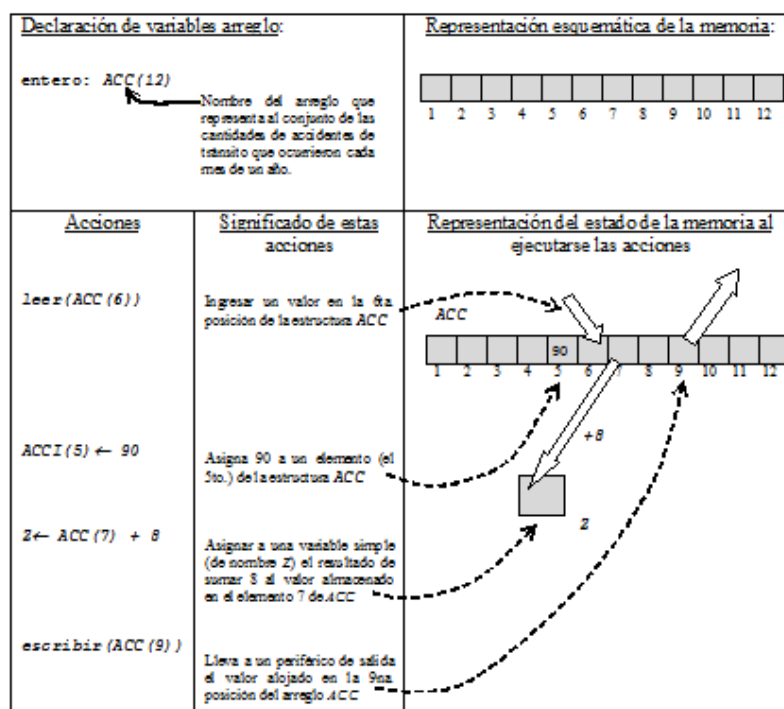 Declaración de variables arreglo:
entero: ACC(12)
Nombre del arreglo que
representa al conjunto de las
cantidades de accidentes de
tránsito que ocurrieron cada
mes de un año.
Representación esquemática de la memoria:
1 2 3 4 5 6 7 8 9 10 11 12
Acciones
Significado de estas
acciones
Representación del estado de la memoria al
ejecutarse las acciones
leer(ACC(6))
Ingresar un valor en la 6ta
posición de la estructura ACC
ACC
90
1 2 3 4 5 6 7 8 9 10 11 12
ACCI(5) ← 90
Asigna 90 a un elemento (el
5to.) de la estructura ACC
+8
Z← ACC(7) + 8
Asignar a una variable simple
(de nombre Z) el resultado de
sumar 8 al valor almacenado
en el elemento 7 de ACC
Z
escribir(ACC(9))
Lleva a un periférico de salida
el valor alojado en la 9na
posición del arreglo ACC